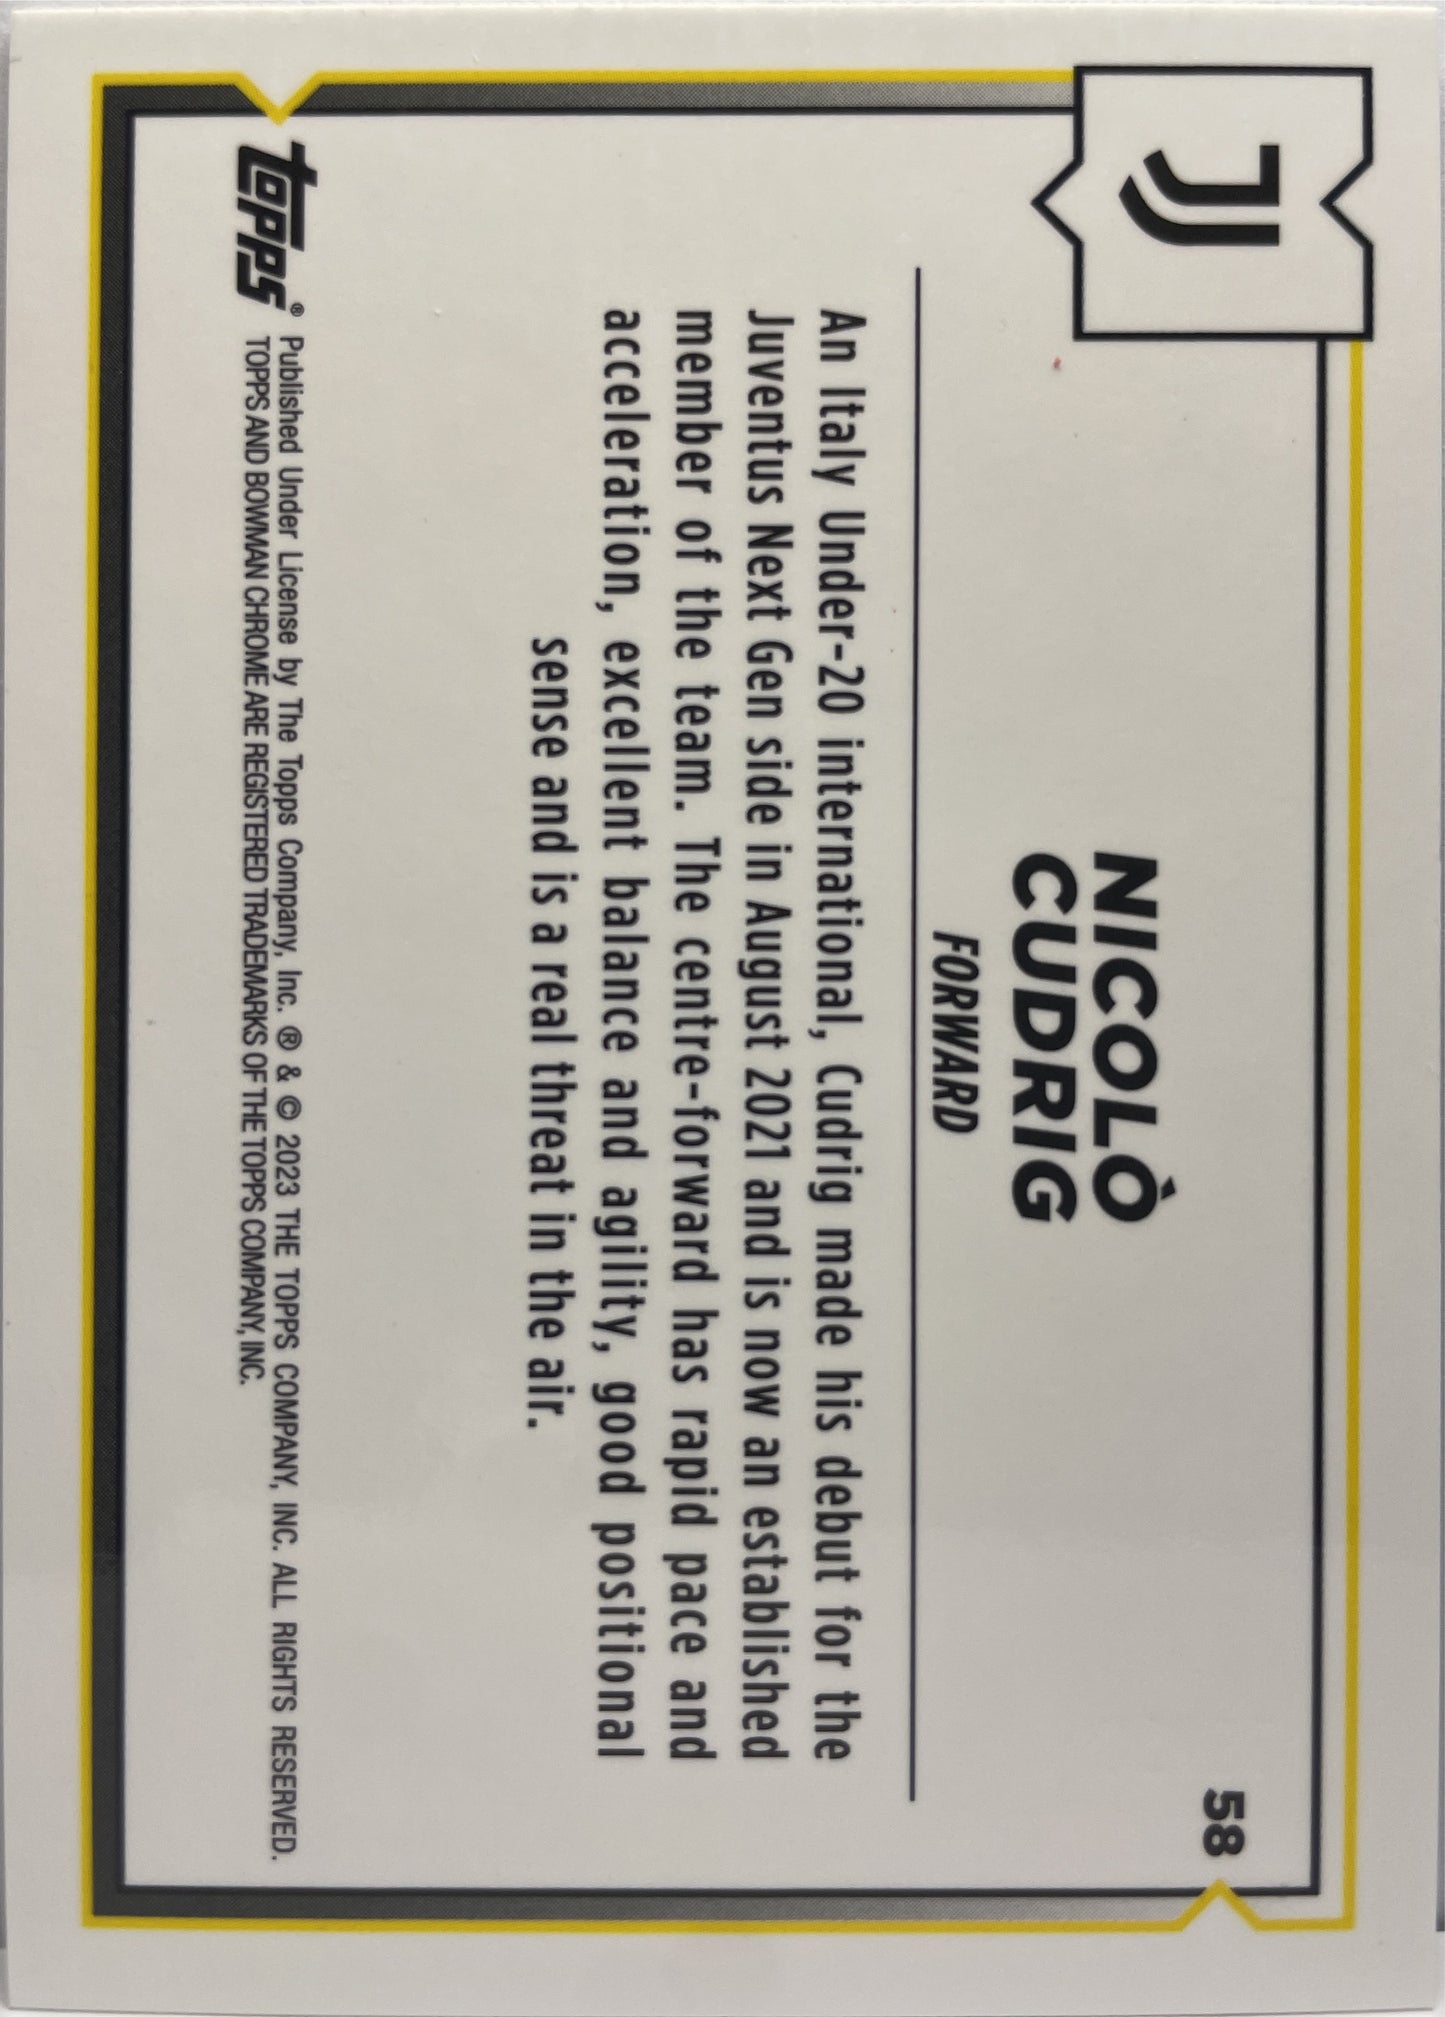 58
NICOLÒ
CUDRIG
FORWARD
An Italy Under-20 international, Cudrig made his debut for the
Juventus Next Gen side in August 2021 and is now an established
member of the team. The centre-forward has rapid pace and
acceleration, excellent balance and agility, good positional
sense and is a real threat in the air.
topps®
Published Under License by The Topps Company, Inc. ® & © 2023 THE TOPPS COMPANY, INC. ALL RIGHTS RESERVED.
TOPPS AND BOWMAN CHROME ARE REGISTERED TRADEMARKS OF THE TOPPS COMPANY, INC.